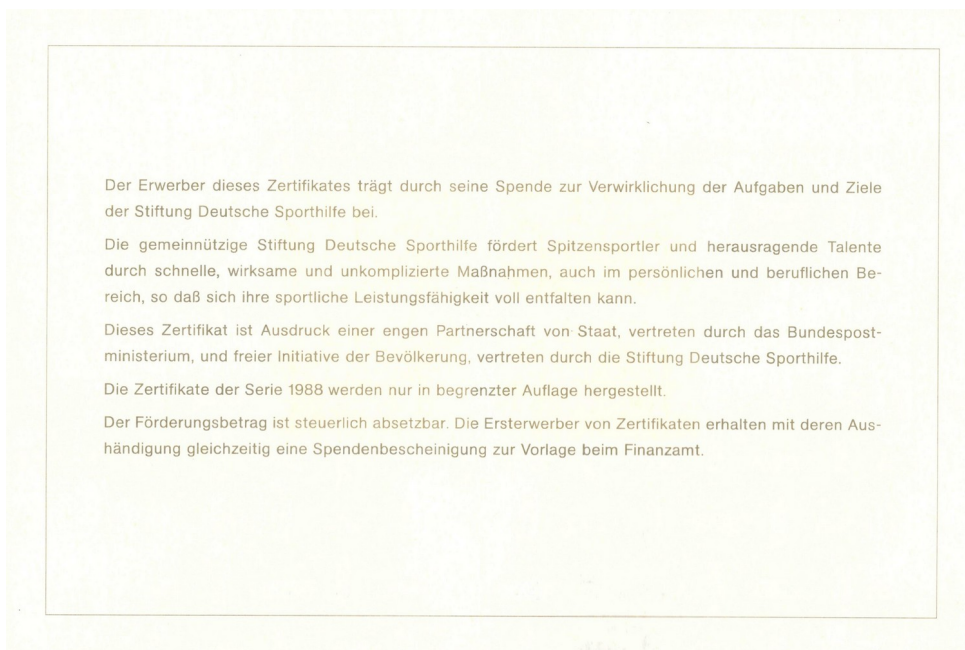 Der Erwerber dieses Zertifikates trägt durch seine Spende zur Verwirklichung der Aufgaben und Ziele
der Stiftung Deutsche Sporthilfe bei.
Die gemeinnützige Stiftung Deutsche Sporthilfe fördert Spitzensportler und herausragende Talente
durch schnelle, wirksame und unkomplizierte Maßnahmen, auch im persönlichen und beruflichen Be-
reich, so daß sich ihre sportliche Leistungsfähigkeit voll entfalten kann.
Dieses Zertifikat ist Ausdruck einer engen Partnerschaft von Staat, vertreten durch das Bundespost-
ministerium, und freier Initiative der Bevölkerung, vertreten durch die Stiftung Deutsche Sporthilfe.
Die Zertifikate der Serie 1988 werden nur in begrenzter Auflage hergestellt.
Der Förderungsbetrag ist steuerlich absetzbar. Die Ersterwerber von Zertifikaten erhalten mit deren Aus-
händigung gleichzeitig eine Spendenbescheinigung zur Vorlage beim Finanzamt.